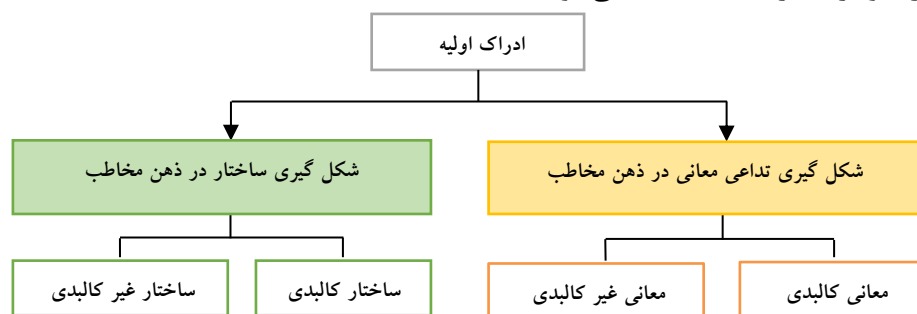 ادراک اولیه
شکل گیری تداعی معانی در ذهن مخاطب
شکل گیری ساختار در ذهن مخاطب
معانی کالبدی
معانی غیر کالبدی
ساختار کالبدی
ساختار غیر کالبدی